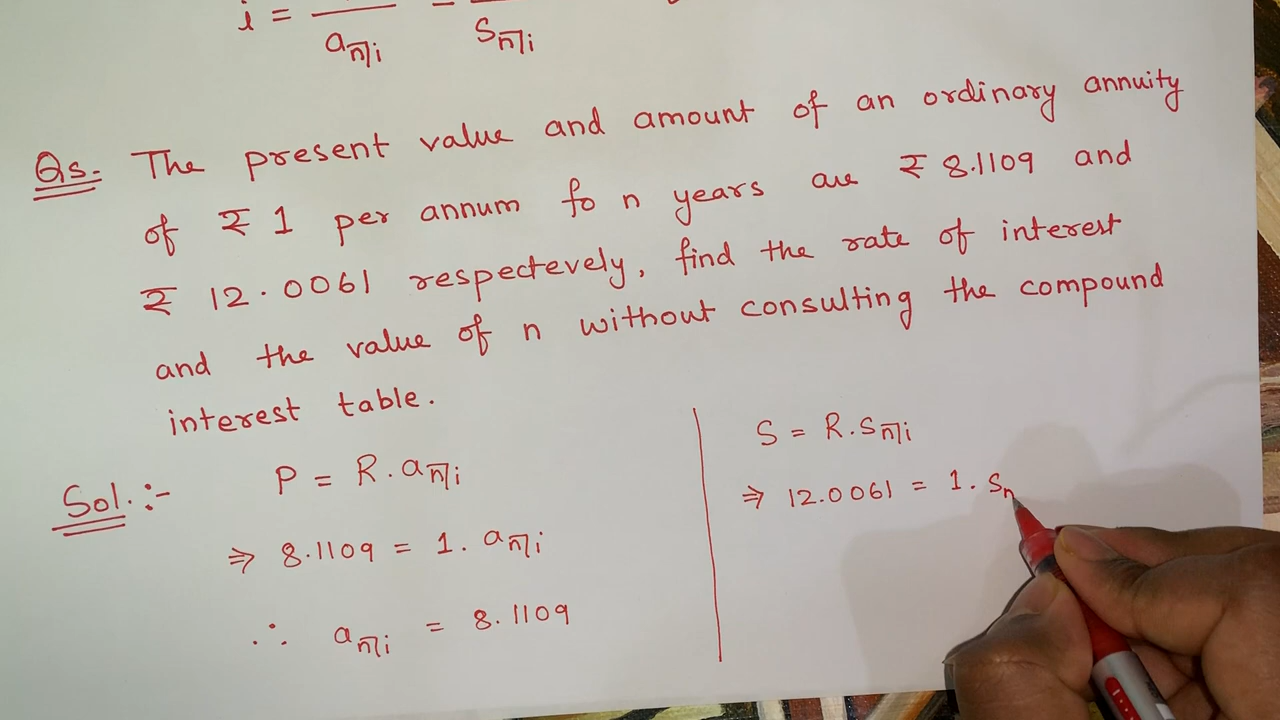 i = — - —
a n̅| i S n̅| i
Qs. The present value and amount of an ordinary annuity
of ₹ 1 per annum fo n years are ₹ 8.1109 and
₹ 12.0061 respectevely, find the rate of interest
and the value of n without consulting the compound
interest table.
Sol. :- P = R. a n̅| i
⇒ 8.1109 = 1. a n̅| i
∴ a n̅| i = 8.1109
S = R. S n̅| i
⇒ 12.0061 = 1. S n